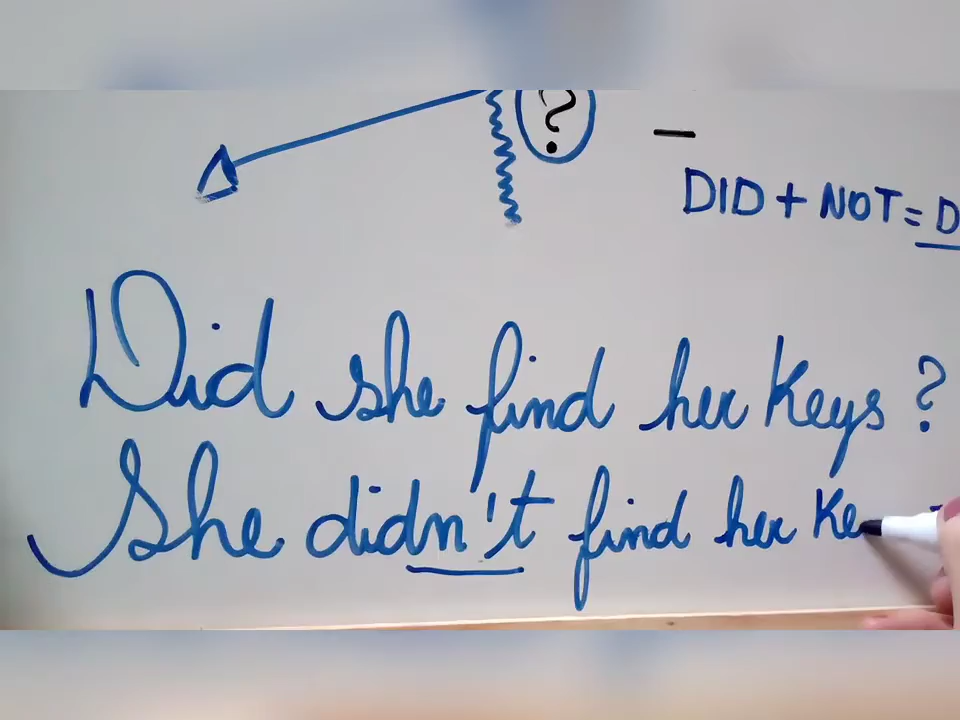 ? -
DID + NOT = D
Did she find her keys ?
She didn't find her Ke